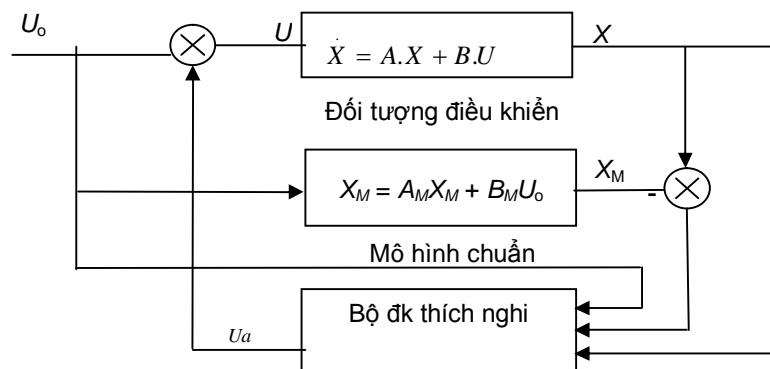 Uo
U
Ẋ = A.X + B.U
X
Đối tượng điều khiển
XM = AMXM + BMUo
XM
-
Mô hình chuẩn
Bộ đk thích nghi
Ua